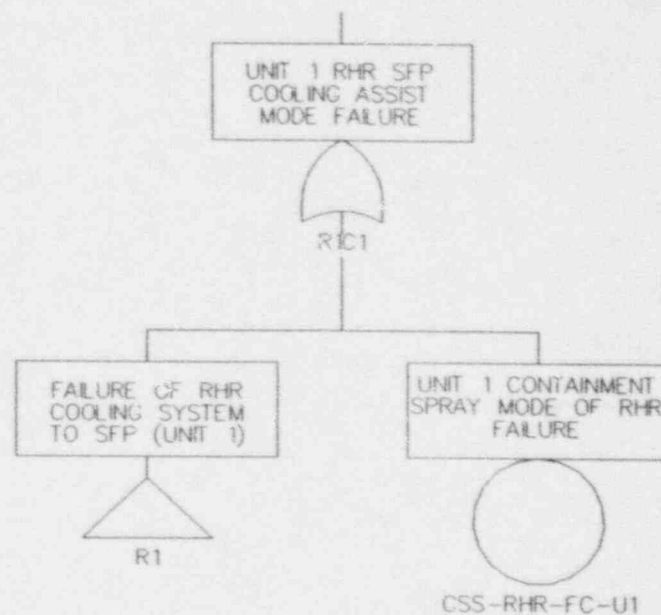 UNIT 1 RHR SFP
COOLING ASSIST
MODE FAILURE
R1C1
FAILURE OF RHR
COOLING SYSTEM
TO SFP (UNIT 1)
R1
UNIT 1 CONTAINMENT
SPRAY MODE OF RHR
FAILURE
CSS-RHR-FC-U1